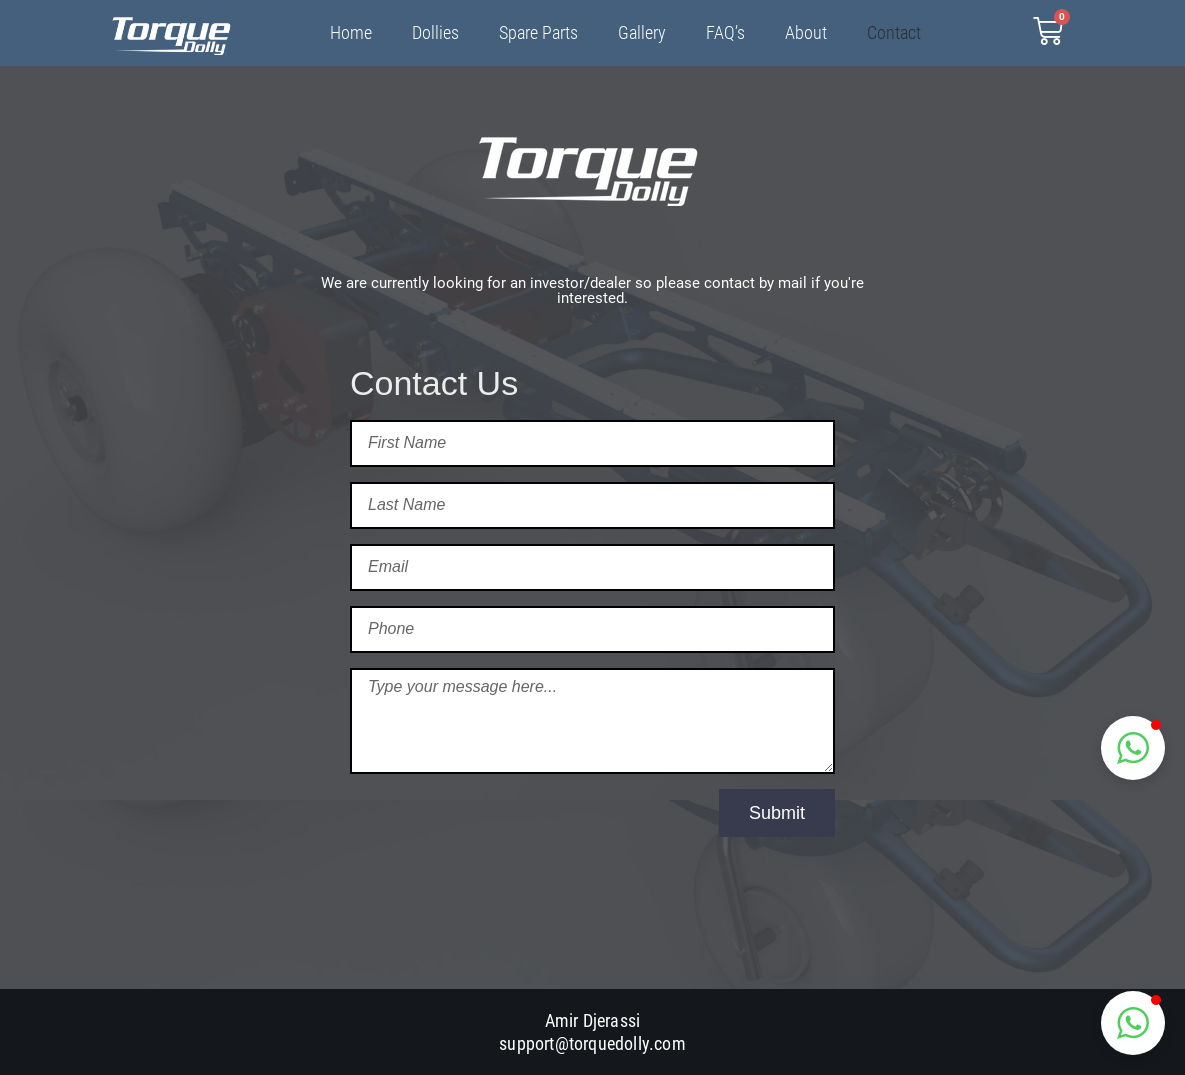 Torque Dolly
Home Dollies Spare Parts Gallery FAQ's About Contact
0
Torque
Dolly
We are currently looking for an investor/dealer so please contact by mail if you're
interested.
Contact Us
First Name
Last Name
Email
Phone
Type your message here...
Submit
Amir Djerassi
support@torquedolly.com